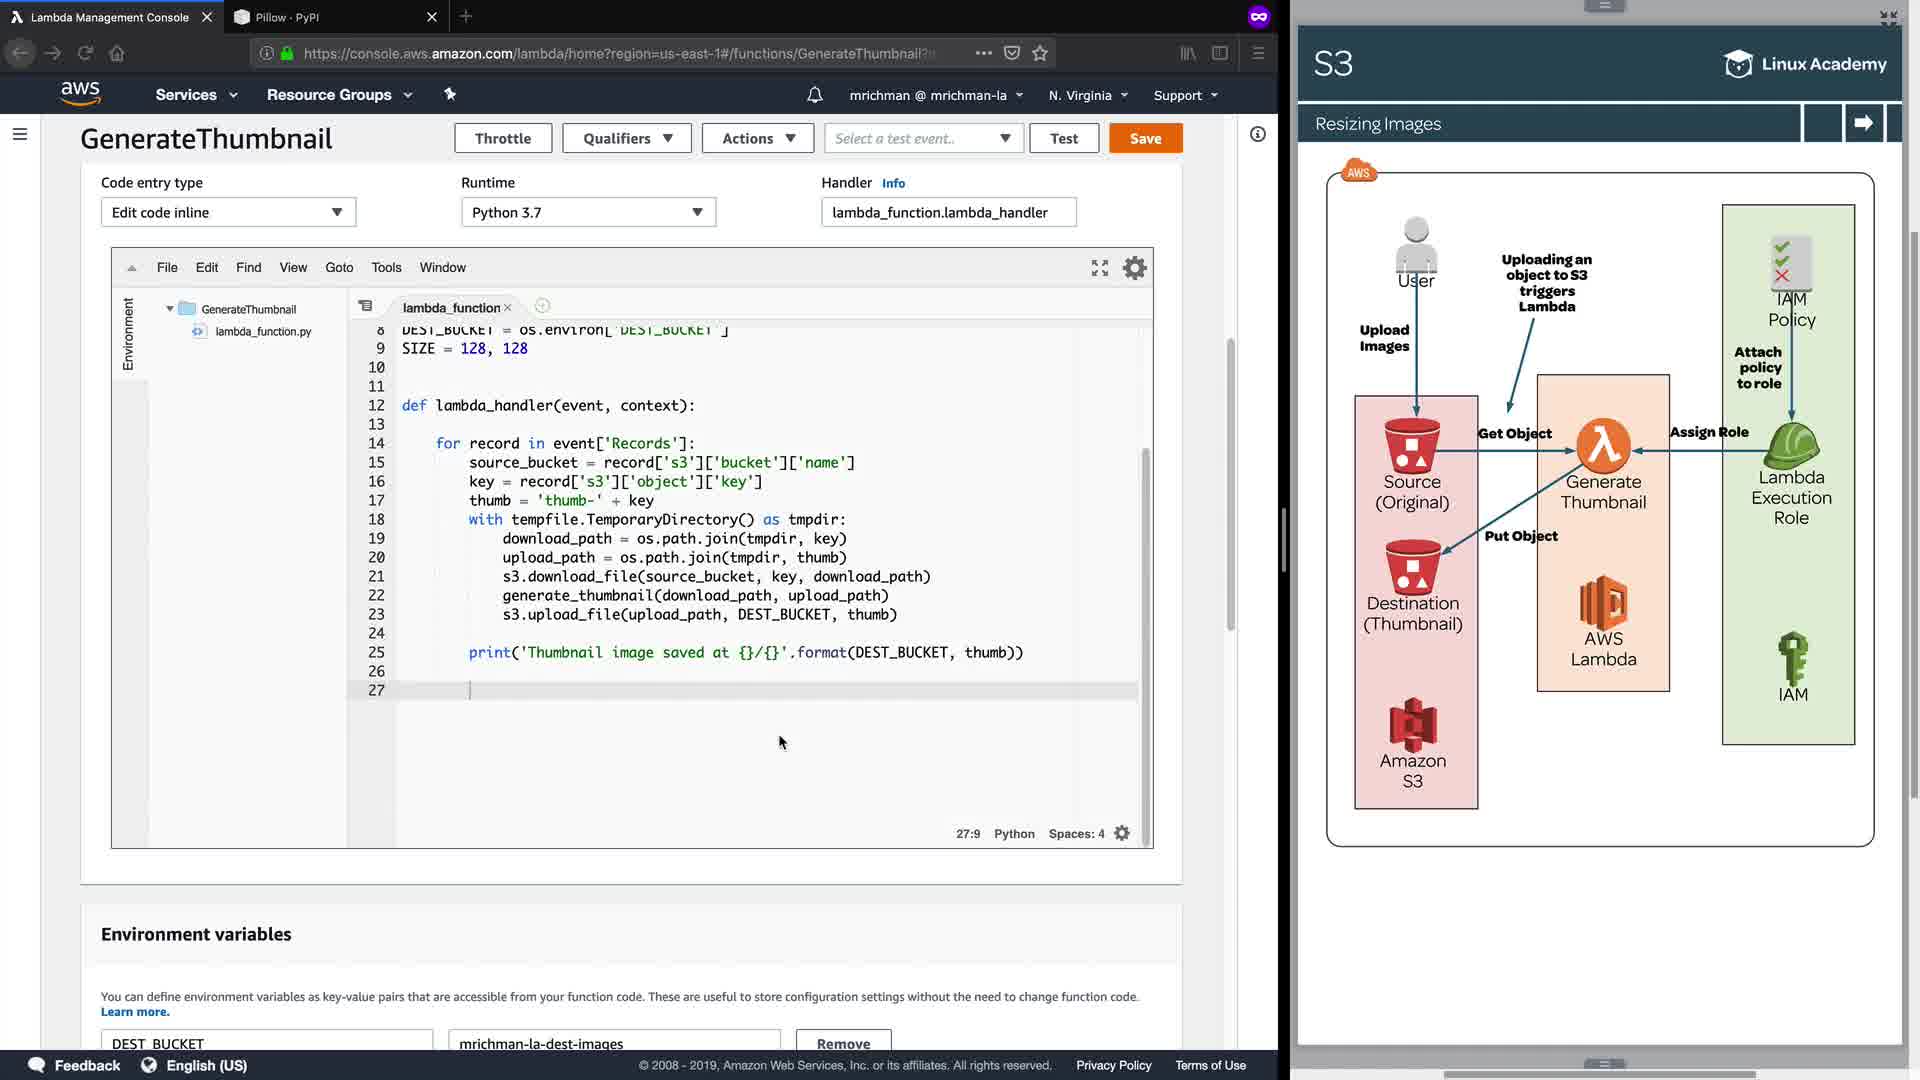 Lambda Management Console
Pillow · PyPI
https://console.aws.amazon.com/lambda/home?region=us-east-1#/functions/GenerateThumbnail?
aws
Services
Resource Groups
mrichman @ mrichman-la
N. Virginia
Support
GenerateThumbnail
Throttle
Qualifiers
Actions
Select a test event..
Test
Save
Code entry type
Runtime
Handler Info
Edit code inline
Python 3.7
lambda_function.lambda_handler
File Edit Find View Goto Tools Window
Environment
GenerateThumbnail
lambda_function.py
lambda_function
8 DEST_BUCKET = os.environ['DEST_BUCKET']
9 SIZE = 128, 128
10
11
12 def lambda_handler(event, context):
13
14 for record in event['Records']:
15 source_bucket = record['s3']['bucket']['name']
16 key = record['s3']['object']['key']
17 thumb = 'thumb-' + key
18 with tempfile.TemporaryDirectory() as tmpdir:
19 download_path = os.path.join(tmpdir, key)
20 upload_path = os.path.join(tmpdir, thumb)
21 s3.download_file(source_bucket, key, download_path)
22 generate_thumbnail(download_path, upload_path)
23 s3.upload_file(upload_path, DEST_BUCKET, thumb)
24
25 print('Thumbnail image saved at {}/{}'.format(DEST_BUCKET, thumb))
26
27
27:9 Python Spaces: 4
Environment variables
You can define environment variables as key-value pairs that are accessible from your function code. These are useful to store configuration settings without the need to change function code.
Learn more.
DEST_BUCKET
mrichman-la-dest-images
Remove
Feedback
English (US)
© 2008 - 2019, Amazon Web Services, Inc. or its affiliates. All rights reserved.
Privacy Policy
Terms of Use
S3
Linux Academy
Resizing Images
AWS
User
Uploading an
object to S3
triggers
Lambda
IAM
Policy
Upload
Images
Attach
policy
to role
Get Object
Assign Role
Source
(Original)
Generate
Thumbnail
Lambda
Execution
Role
Put Object
Destination
(Thumbnail)
AWS
Lambda
IAM
Amazon
S3